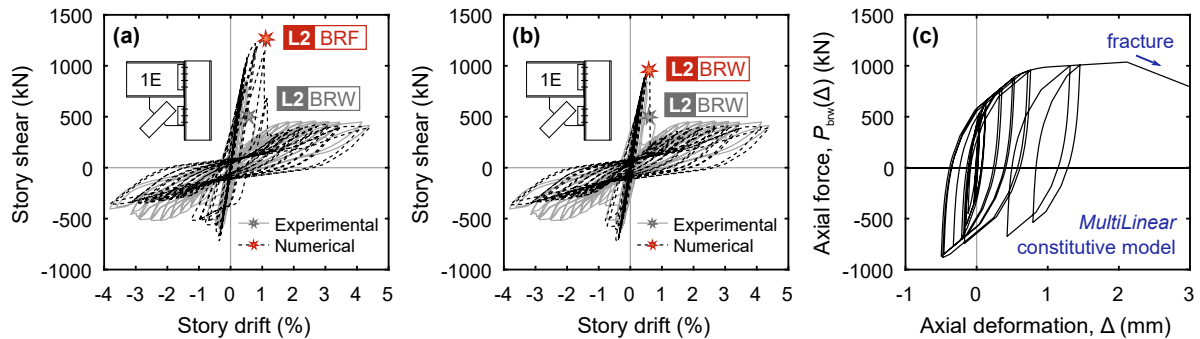 (a)
1E
L2 BRF
L2 BRW
Experimental
Numerical
1500
1000
500
0
-500
-1000
Story shear (kN)
-4 -3 -2 -1 0 1 2 3 4 5
Story drift (%)
(b)
1E
L2 BRW
L2 BRW
Experimental
Numerical
1500
1000
500
0
-500
-1000
Story shear (kN)
-4 -3 -2 -1 0 1 2 3 4 5
Story drift (%)
(c)
fracture
MultiLinear
constitutive model
1500
1000
500
0
-500
-1000
Axial force, Pbrw(Δ) (kN)
-1 0 1 2 3
Axial deformation, Δ (mm)